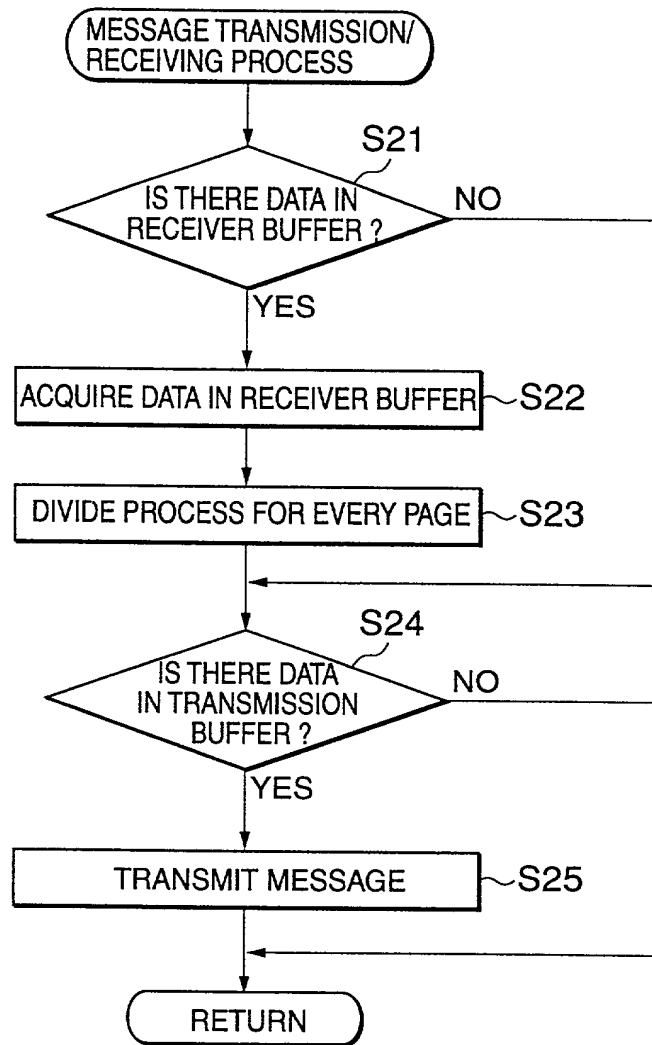 MESSAGE TRANSMISSION/
RECEIVING PROCESS
S21
IS THERE DATA IN
RECEIVER BUFFER ?
NO
YES
ACQUIRE DATA IN RECEIVER BUFFER
S22
DIVIDE PROCESS FOR EVERY PAGE
S23
S24
IS THERE DATA
IN TRANSMISSION
BUFFER ?
NO
YES
TRANSMIT MESSAGE
S25
RETURN